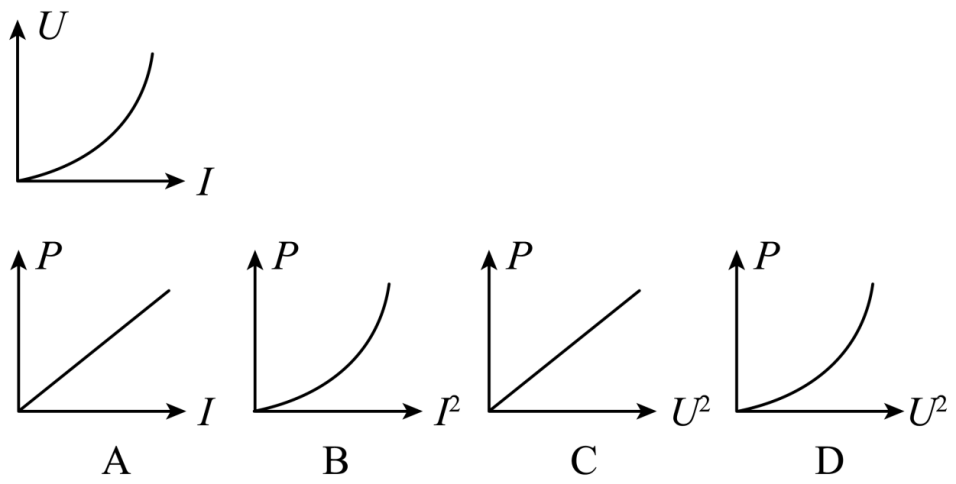 U
I
P P P P
I I² U² U²
A B C D